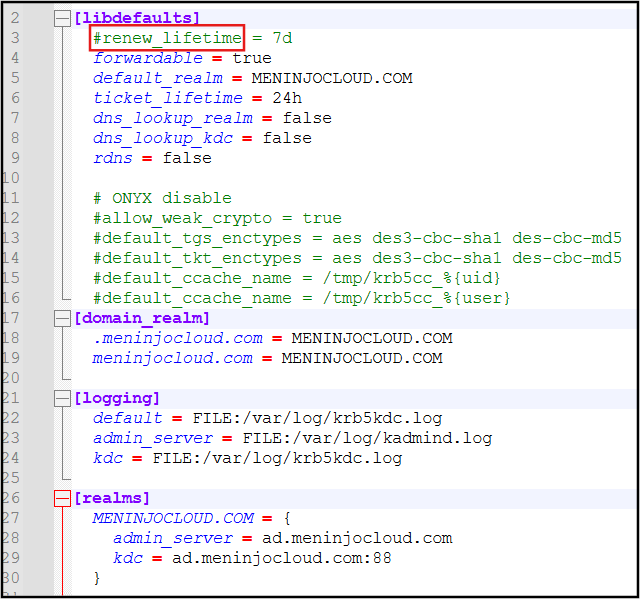 2 [libdefaults]
3 #renew_lifetime = 7d
4 forwardable = true
5 default_realm = MENINJOCLOUD.COM
6 ticket_lifetime = 24h
7 dns_lookup_realm = false
8 dns_lookup_kdc = false
9 rdns = false
10
11 # ONYX disable
12 #allow_weak_crypto = true
13 #default_tgs_enctypes = aes des3-cbc-sha1 des-cbc-md5
14 #default_tkt_enctypes = aes des3-cbc-sha1 des-cbc-md5
15 #default_ccache_name = /tmp/krb5cc_%{uid}
16 #default_ccache_name = /tmp/krb5cc_%{user}
17 [domain_realm]
18 .meninjocloud.com = MENINJOCLOUD.COM
19 meninjocloud.com = MENINJOCLOUD.COM
20
21 [logging]
22 default = FILE:/var/log/krb5kdc.log
23 admin_server = FILE:/var/log/kadmind.log
24 kdc = FILE:/var/log/krb5kdc.log
25
26 [realms]
27 MENINJOCLOUD.COM = {
28 admin_server = ad.meninjocloud.com
29 kdc = ad.meninjocloud.com:88
30 }